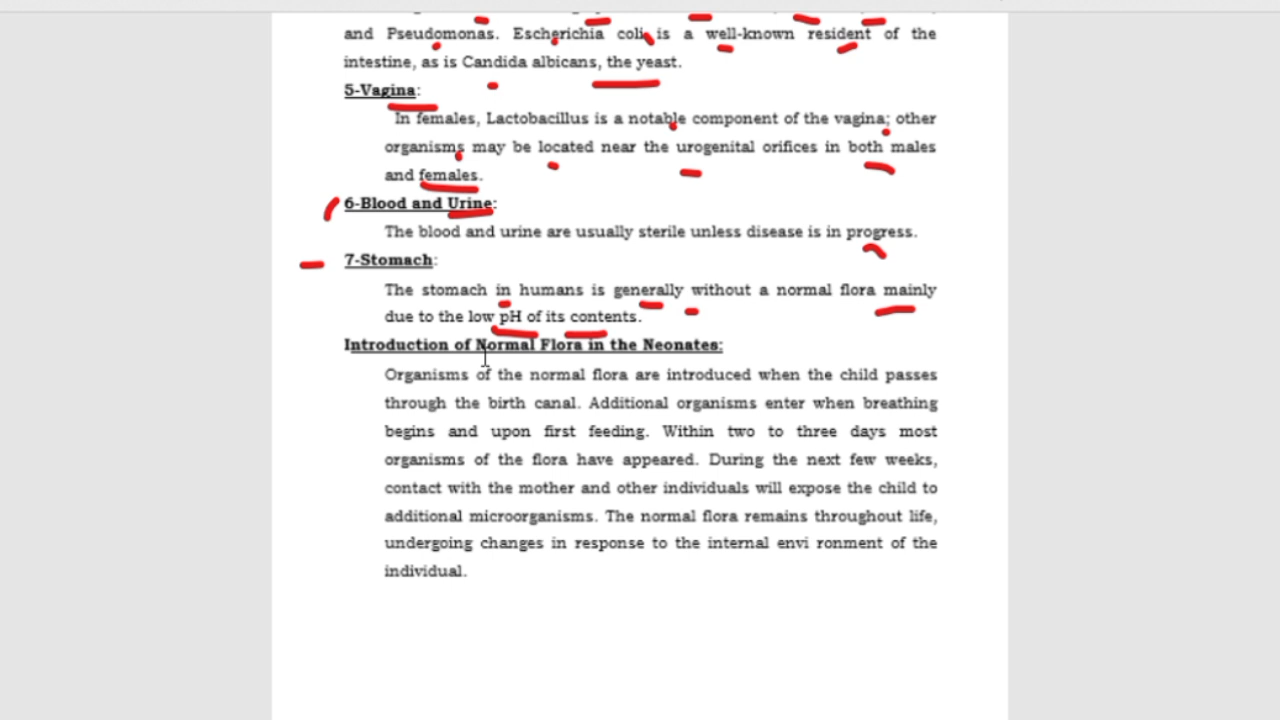 and Pseudomonas. Escherichia coli is a well-known resident of the
intestine, as is Candida albicans, the yeast.
5-Vagina:
In females, Lactobacillus is a notable component of the vagina; other
organisms may be located near the urogenital orifices in both males
and females.
6-Blood and Urine:
The blood and urine are usually sterile unless disease is in progress.
7-Stomach:
The stomach in humans is generally without a normal flora mainly
due to the low pH of its contents.
Introduction of Normal Flora in the Neonates:
Organisms of the normal flora are introduced when the child passes
through the birth canal. Additional organisms enter when breathing
begins and upon first feeding. Within two to three days most
organisms of the flora have appeared. During the next few weeks,
contact with the mother and other individuals will expose the child to
additional microorganisms. The normal flora remains throughout life,
undergoing changes in response to the internal envi ronment of the
individual.